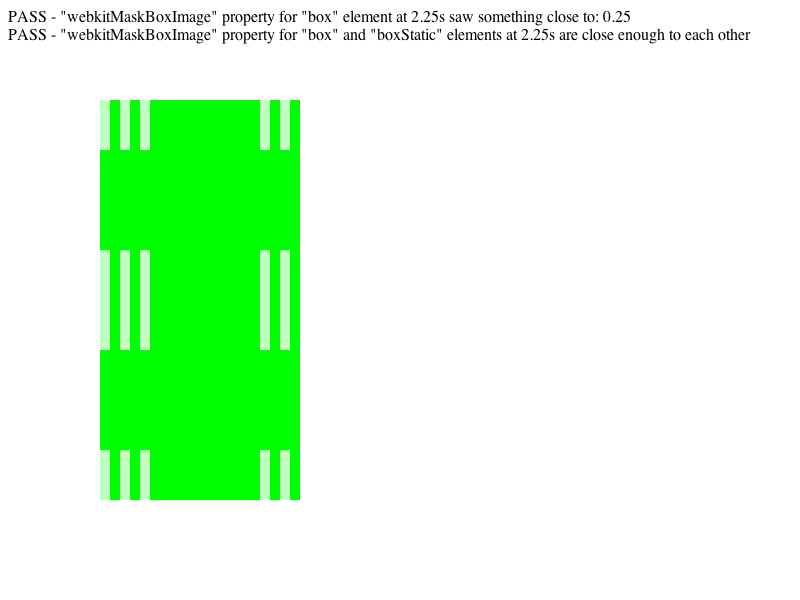 PASS - "webkitMaskBoxImage" property for "box" element at 2.25s saw something close to: 0.25
PASS - "webkitMaskBoxImage" property for "box" and "boxStatic" elements at 2.25s are close enough to each other